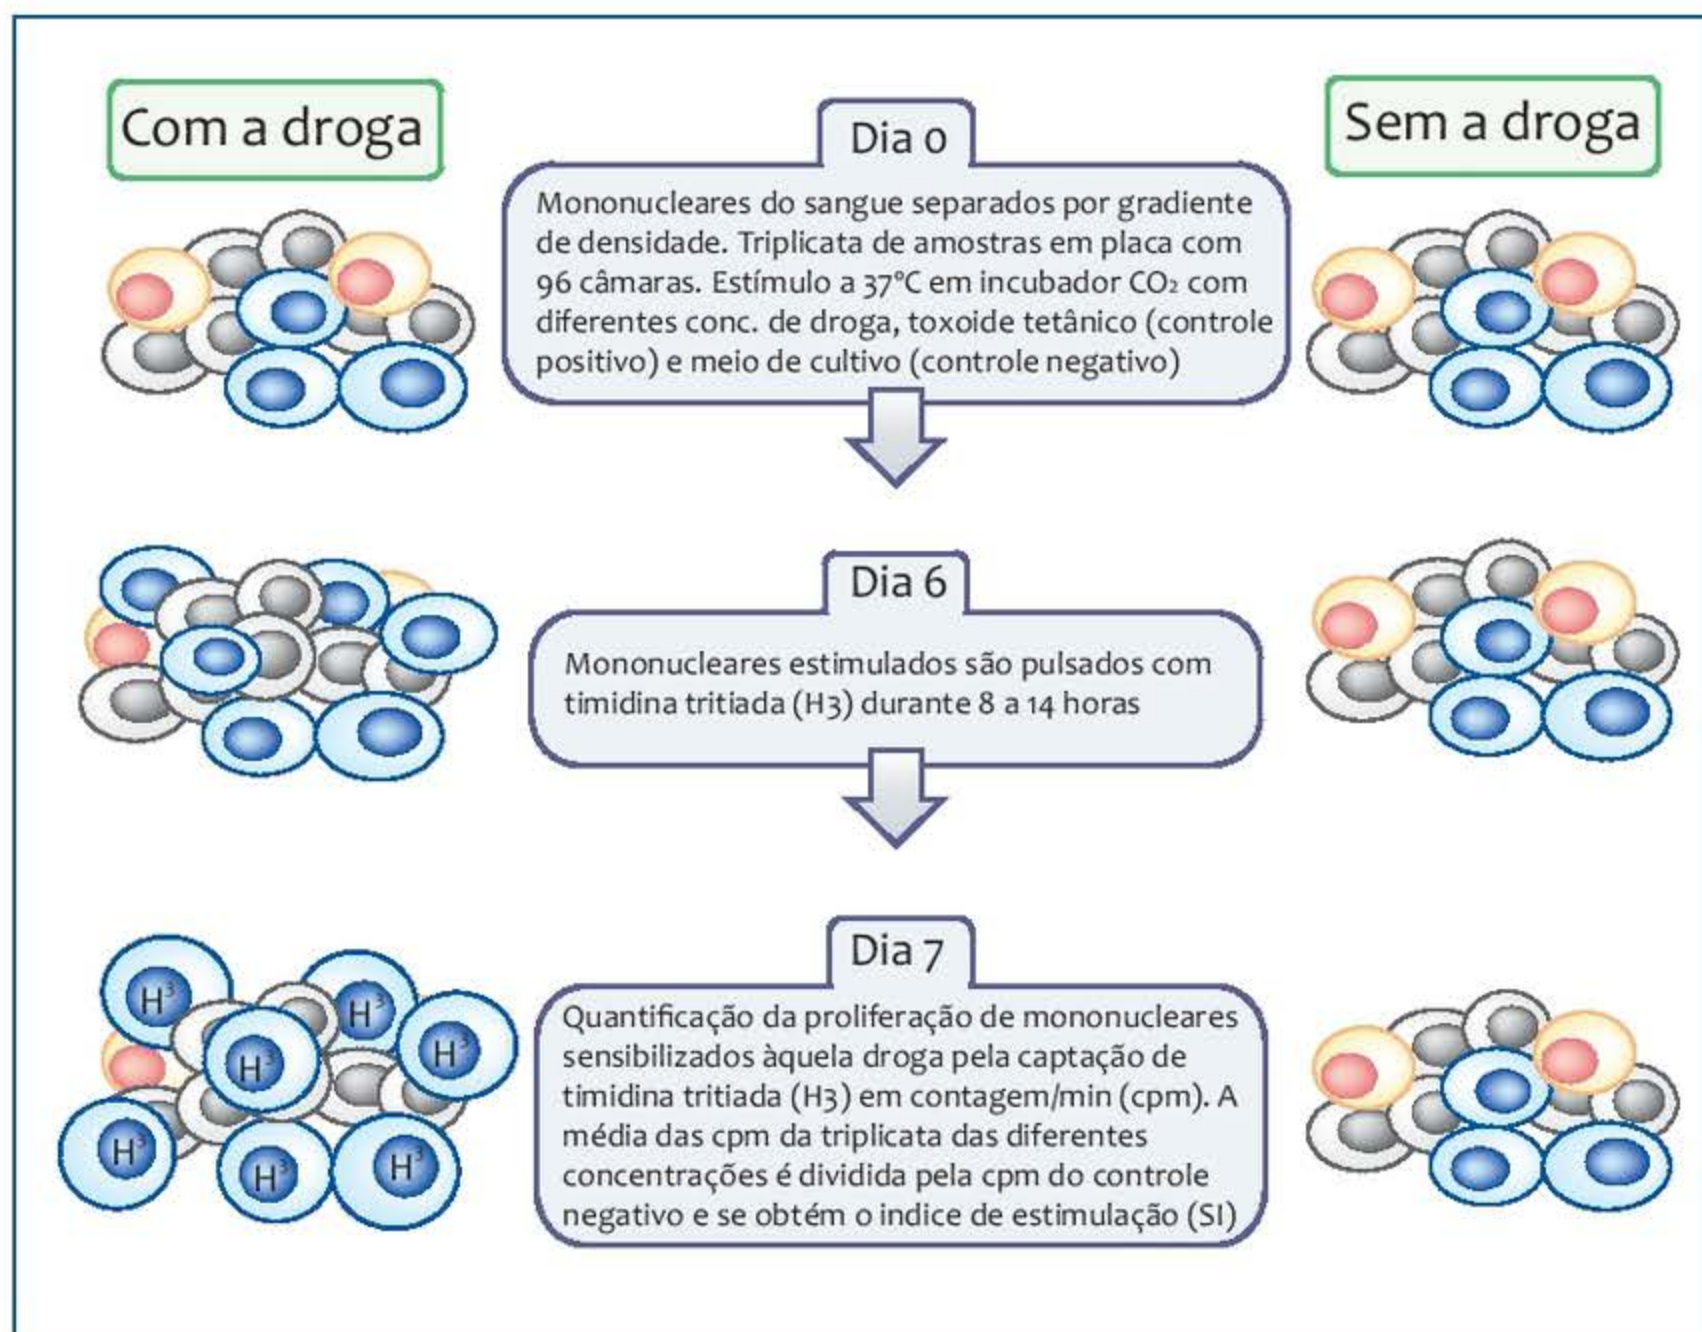 Com a droga
Sem a droga
Dia 0
Mononucleares do sangue separados por gradiente
de densidade. Triplicata de amostras em placa com
96 câmaras. Estímulo a 37°C em incubador CO₂ com
diferentes conc. de droga, toxoide tetânico (controle
positivo) e meio de cultivo (controle negativo)
Dia 6
Mononucleares estimulados são pulsados com
timidina tritiada (H3) durante 8 a 14 horas
Dia 7
Quantificação da proliferação de mononucleares
sensibilizados àquela droga pela captação de
timidina tritiada (H3) em contagem/min (cpm). A
média das cpm da triplicata das diferentes
concentrações é dividida pela cpm do controle
negativo e se obtém o indice de estimulação (SI)
H³
H³
H³
H³
H³
H³
H³